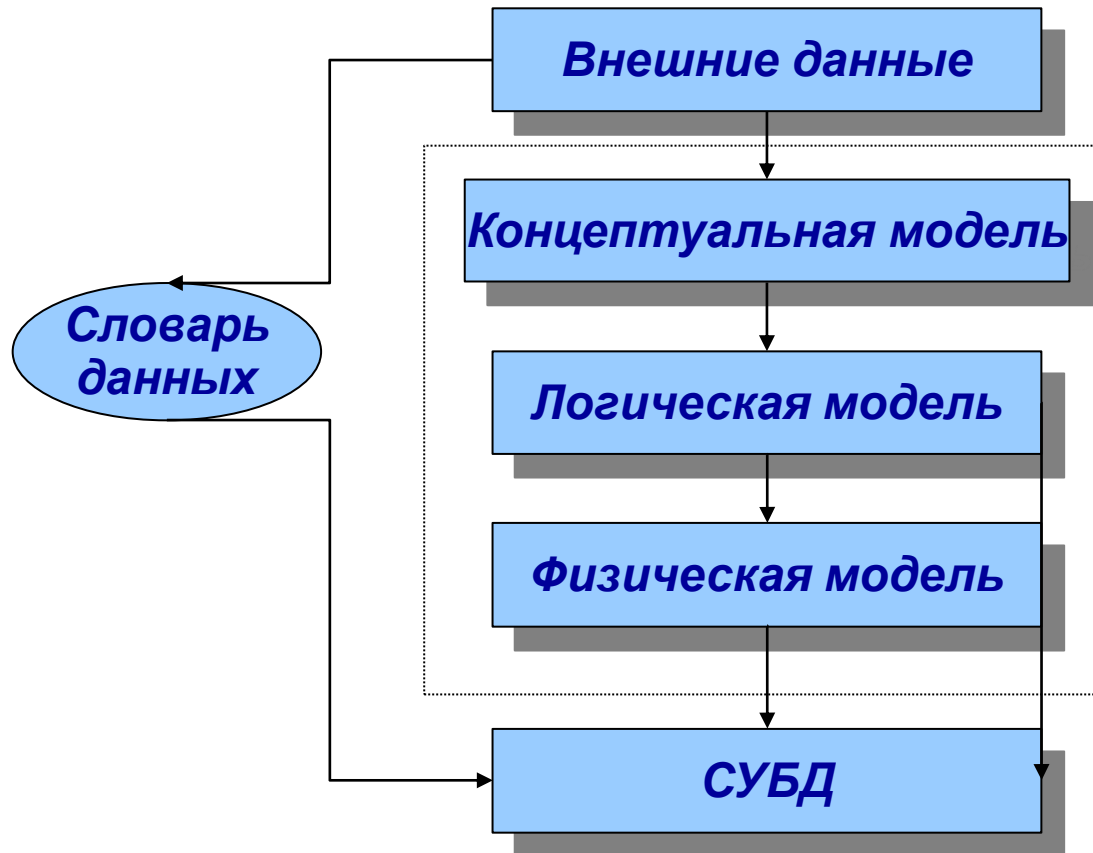 Внешние данные
Концептуальная модель
Словарь
данных
Логическая модель
Физическая модель
СУБД